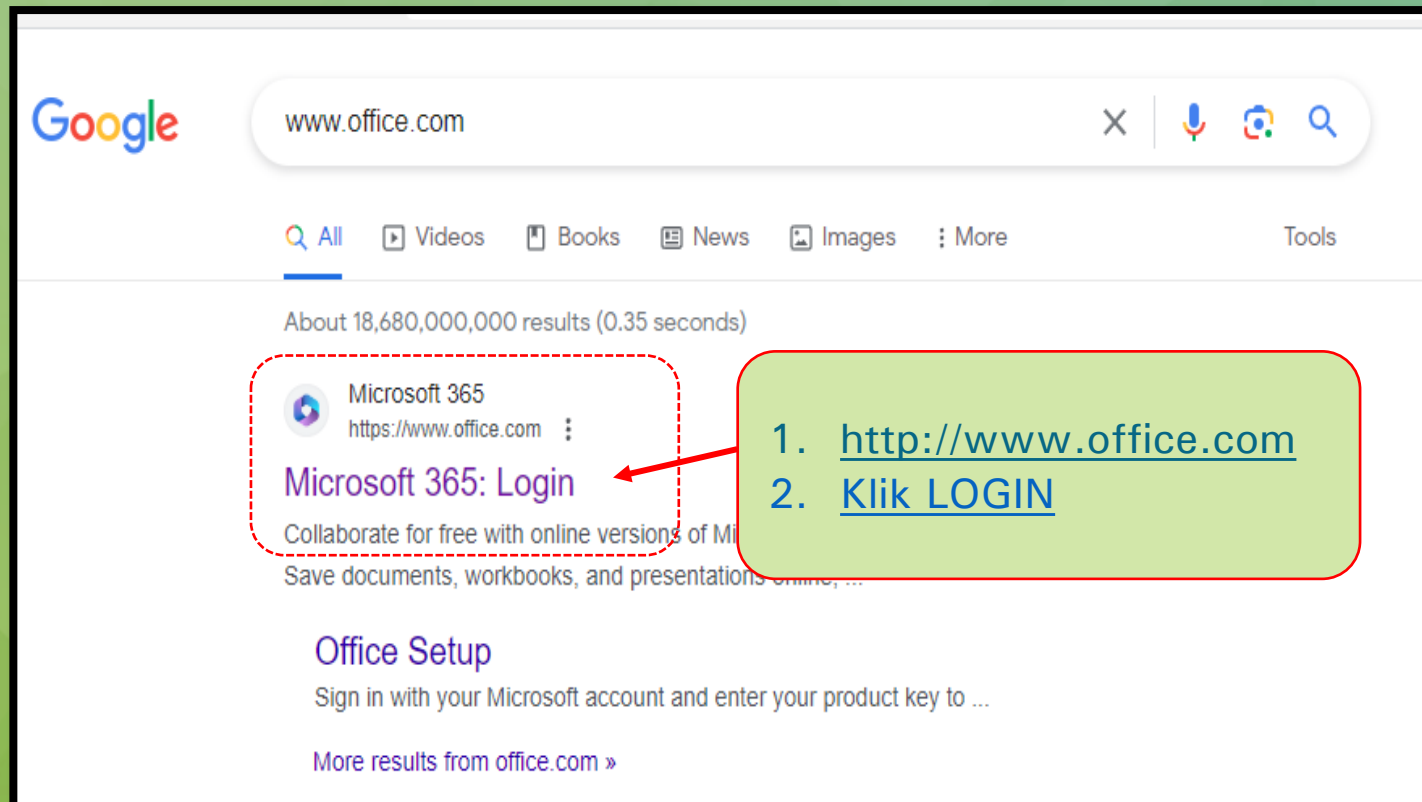 Google
www.office.com
All Videos Books News Images More Tools
About 18,680,000,000 results (0.35 seconds)
Microsoft 365
https://www.office.com
Microsoft 365: Login
1. http://www.office.com
2. Klik LOGIN
Collaborate for free with online versions of
Save documents, workbooks, and presentations online, ...
Office Setup
Sign in with your Microsoft account and enter your product key to ...
More results from office.com »